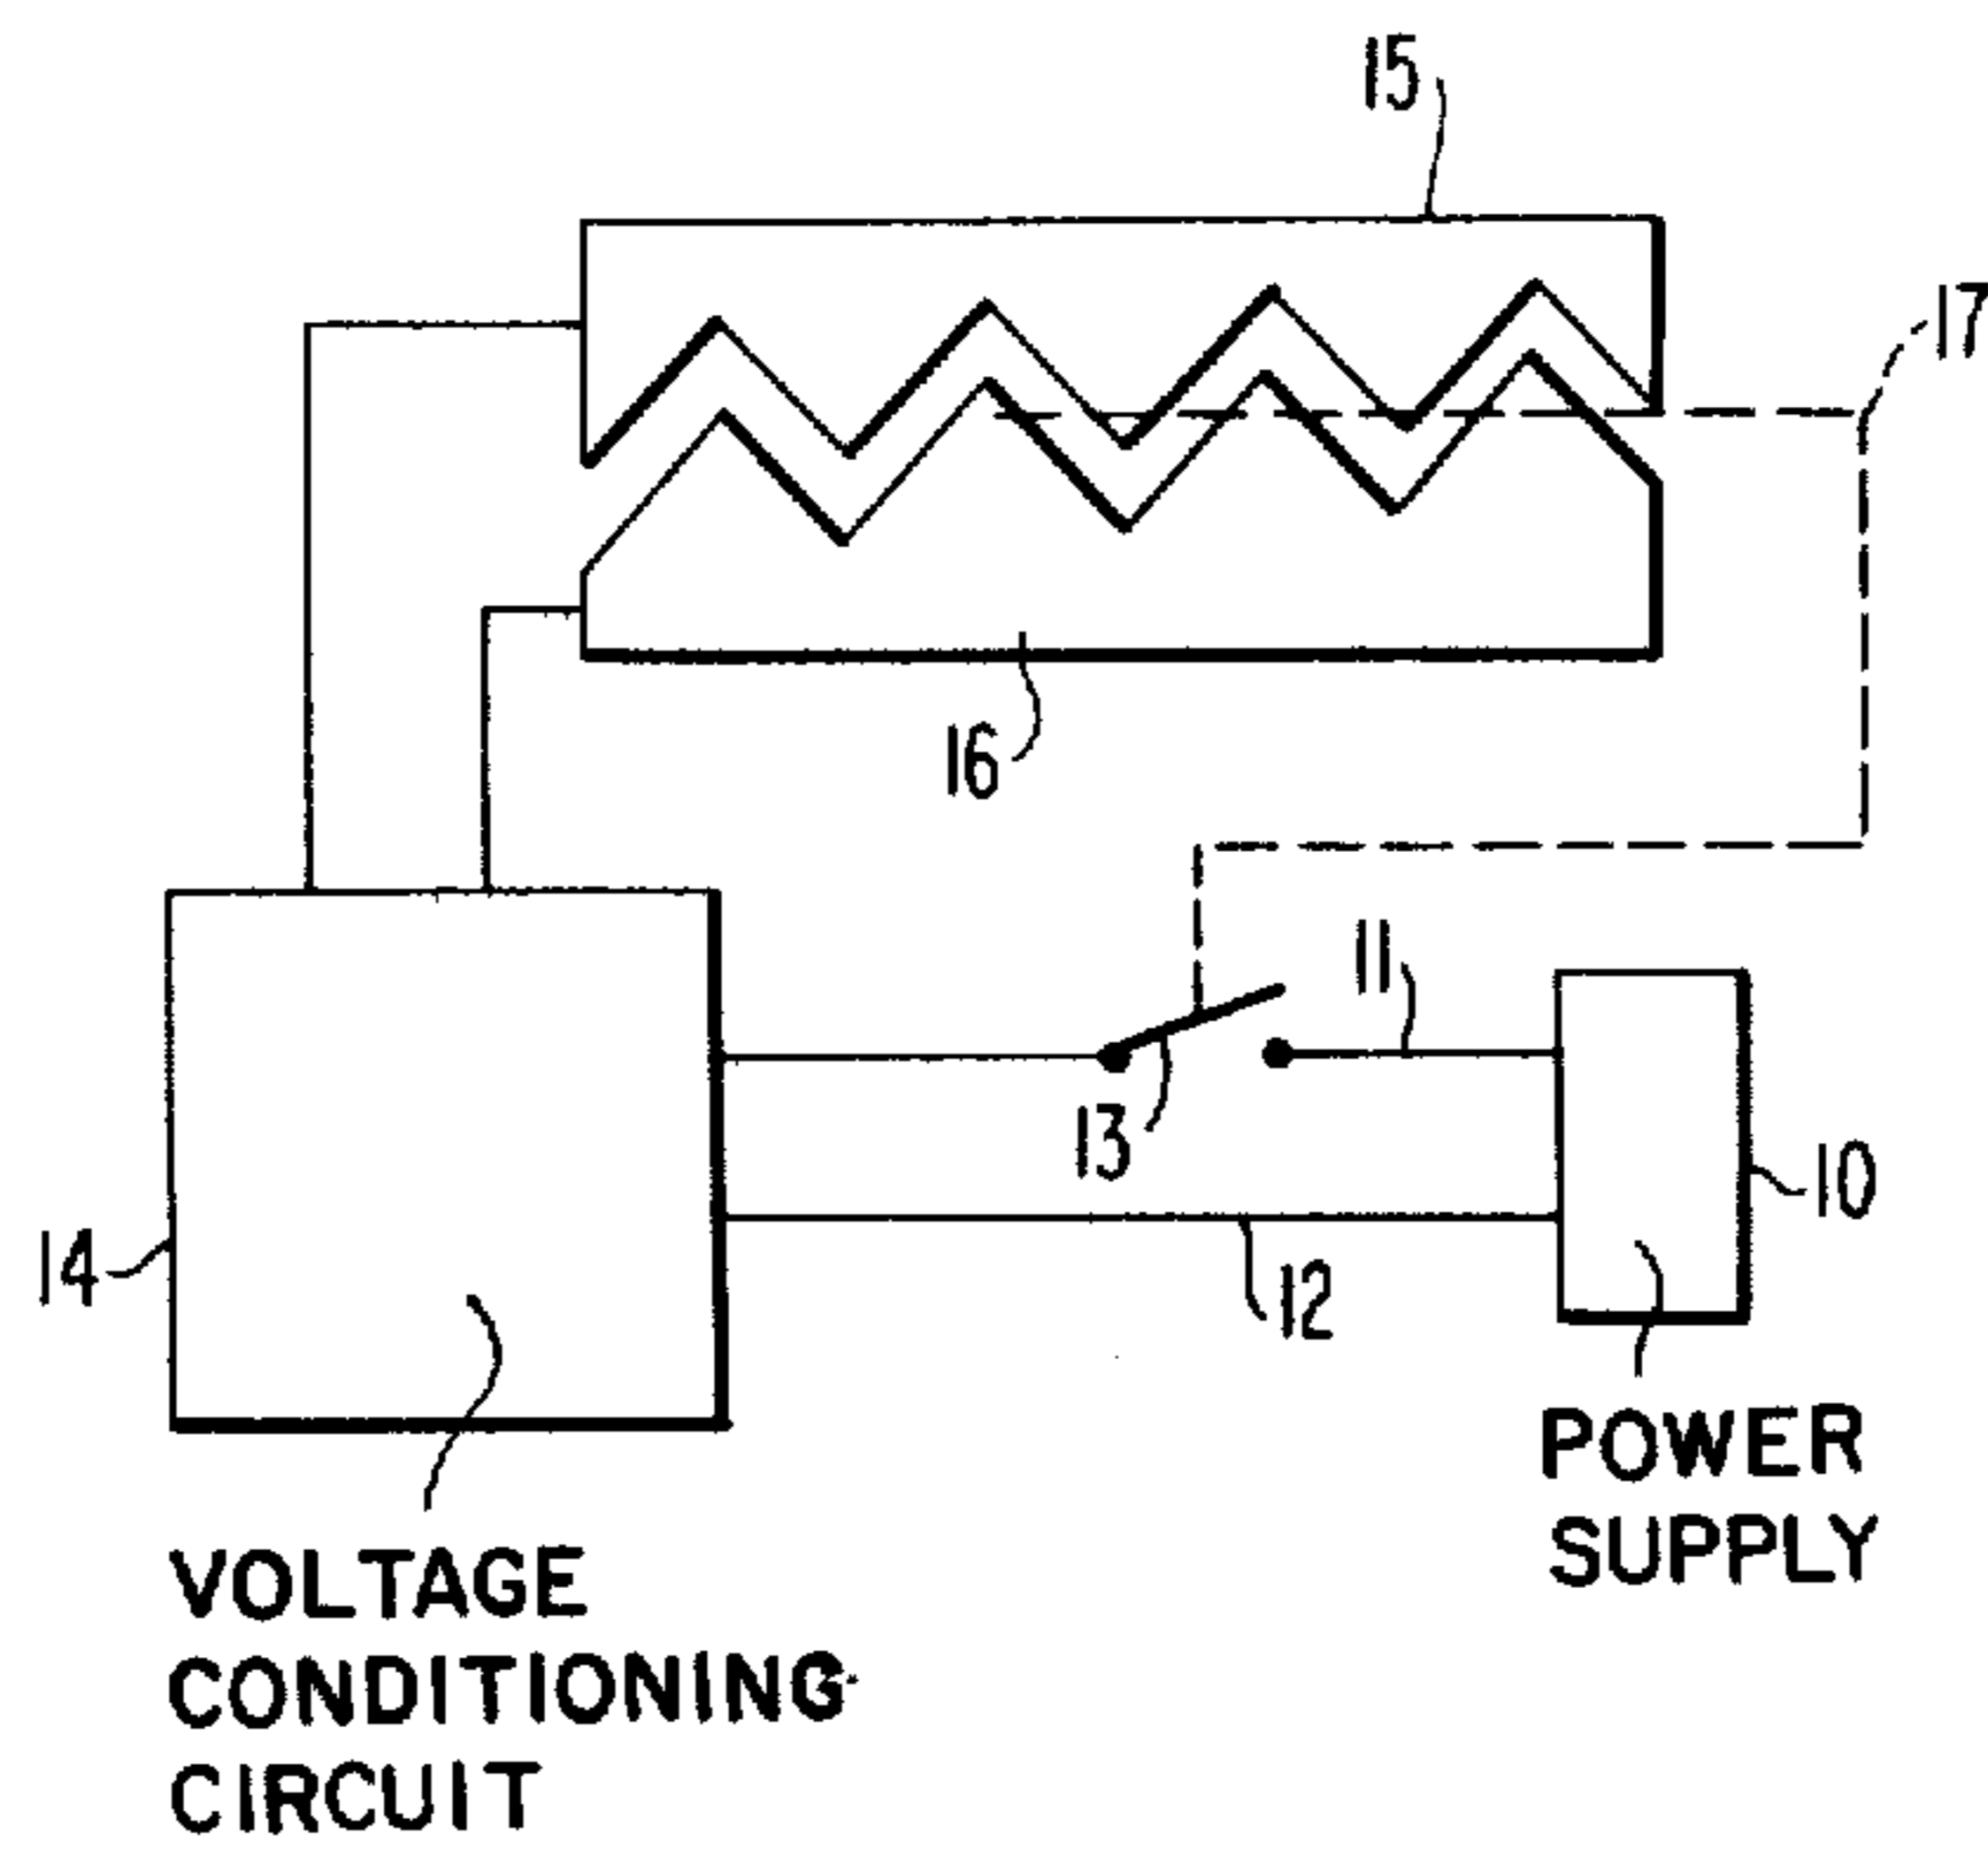 15
17
16
11
13
10
14
12
POWER
SUPPLY
VOLTAGE
CONDITIONING
CIRCUIT